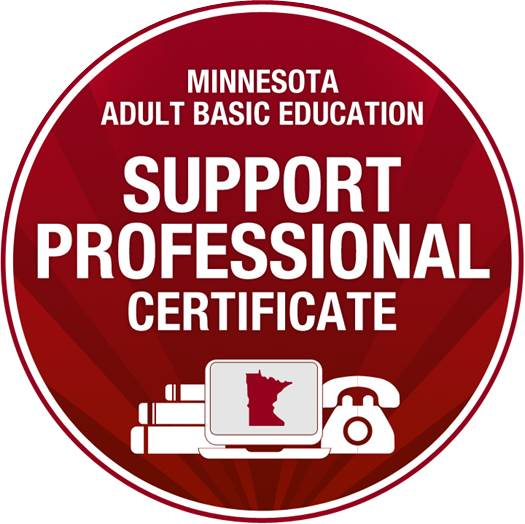 MINNESOTA
ADULT BASIC EDUCATION
SUPPORT
PROFESSIONAL
CERTIFICATE